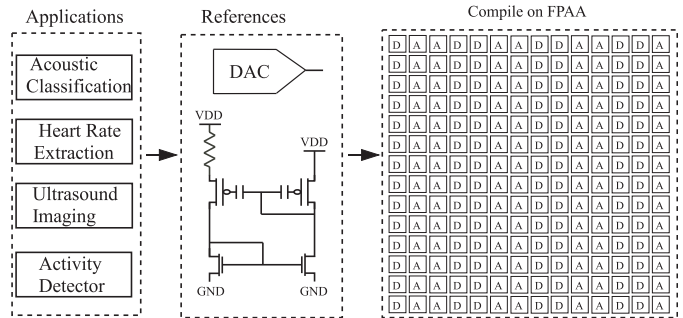 Applications
References
Compile on FPAA
Acoustic
Classification
Heart Rate
Extraction
Ultrasound
Imaging
Activity
Detector
DAC
VDD
VDD
GND
GND
D A A D D A A D D A A D D A
D A A D D A A D D A A D D A
D A A D D A A D D A A D D A
D A A D D A A D D A A D D A
D A A D D A A D D A A D D A
D A A D D A A D D A A D D A
D A A D D A A D D A A D D A
D A A D D A A D D A A D D A
D A A D D A A D D A A D D A
D A A D D A A D D A A D D A
D A A D D A A D D A A D D A
D A A D D A A D D A A D D A
D A A D D A A D D A A D D A
D A A D D A A D D A A D D A